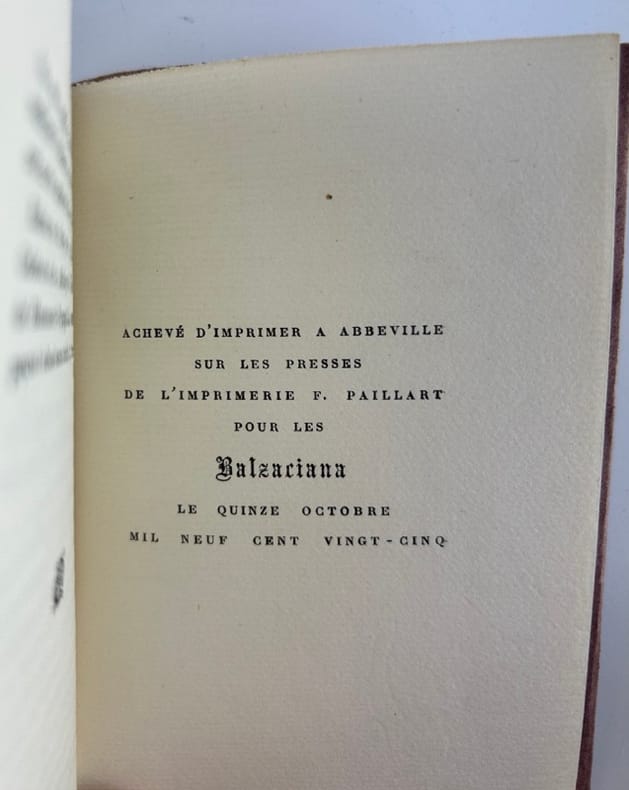 ACHEVÉ D'IMPRIMER A ABBEVILLE
SUR LES PRESSES
DE L'IMPRIMERIE F. PAILLART
POUR LES
Balzaciana
LE QUINZE OCTOBRE
MIL NEUF CENT VINGT-CINQ